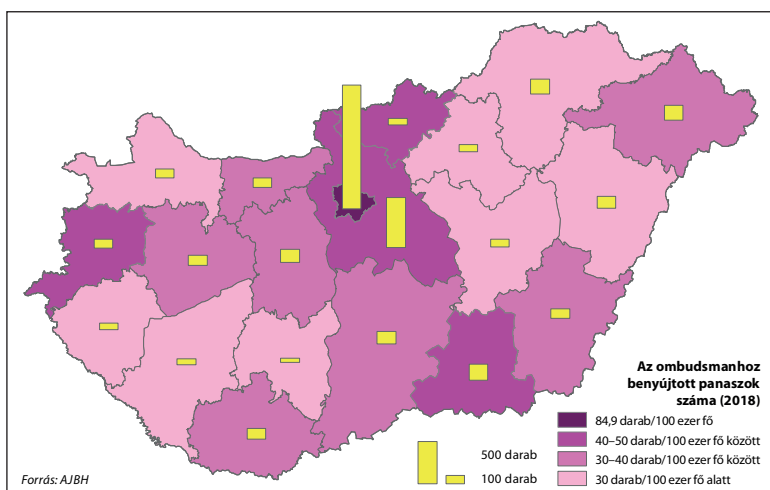 Az ombudsmanhoz
benyújtott panaszok
száma (2018)
84,9 darab/100 ezer fő
40–50 darab/100 ezer fő között
30–40 darab/100 ezer fő között
30 darab/100 ezer fő alatt
500 darab
100 darab
Forrás: AJBH